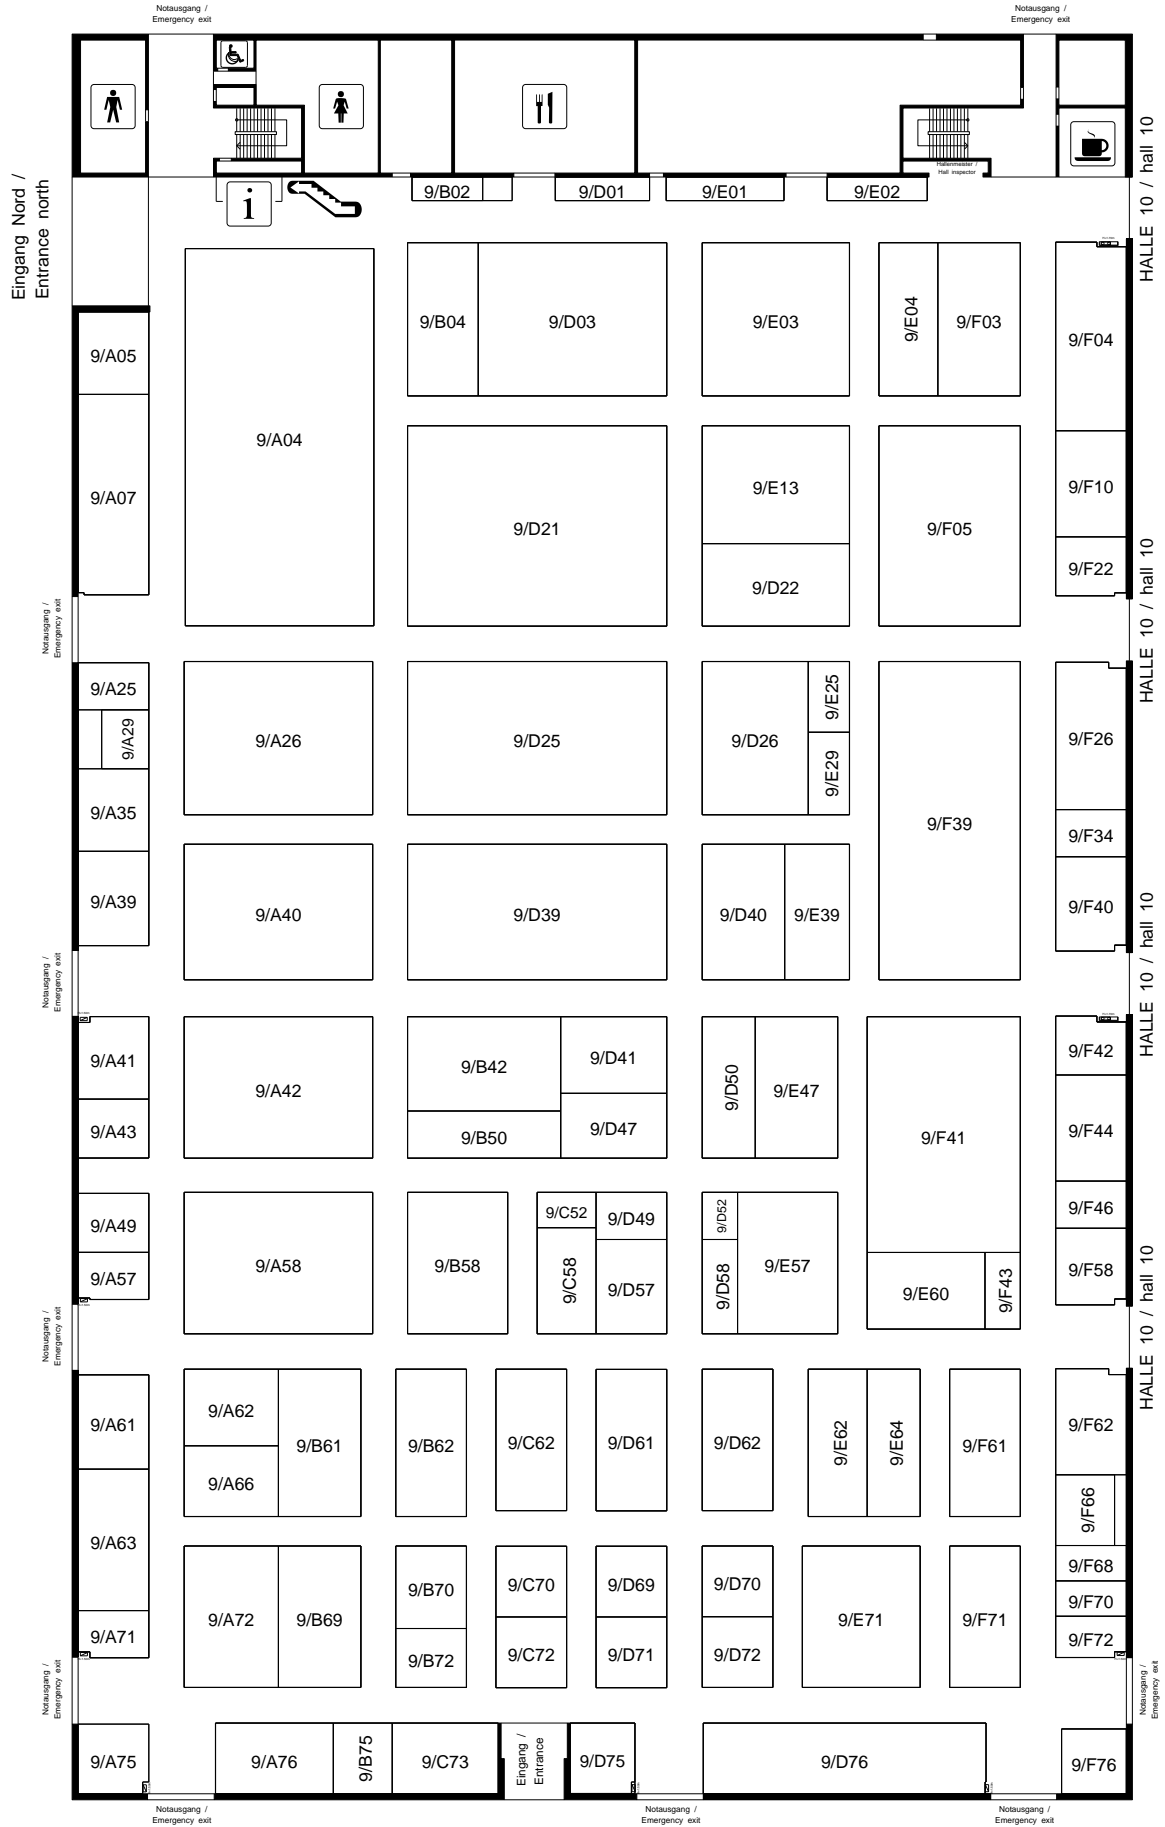 Notausgang /
Emergency exit
Notausgang /
Emergency exit
Hallenmeister /
Hall inspector
i
9/B02
9/D01
9/E01
9/E02
Eingang Nord /
Entrance north
HALLE 10 / hall 10
9/A05
9/A04
9/B04
9/D03
9/E03
9/E04
9/F03
9/F04
9/A07
9/D21
9/E13
9/D22
9/F05
9/F10
9/F22
HALLE 10 / hall 10
Notausgang /
Emergency exit
9/A25
9/A29
9/A35
9/A39
9/A26
9/D25
9/D26
9/E25
9/E29
9/F39
9/F26
9/F34
9/F40
9/A40
9/D39
9/D40
9/E39
HALLE 10 / hall 10
Notausgang /
Emergency exit
9/A41
9/A43
9/A42
9/B42
9/B50
9/D41
9/D47
9/D50
9/E47
9/F41
9/F42
9/F44
9/F46
9/F58
9/A49
9/A57
9/A58
9/B58
9/C52
9/C58
9/D49
9/D57
9/D52
9/D58
9/E57
9/E60
9/F43
HALLE 10 / hall 10
Notausgang /
Emergency exit
9/A61
9/A63
9/A71
9/A62
9/A66
9/B61
9/B62
9/C62
9/D61
9/D62
9/E62
9/E64
9/F61
9/F62
9/F66
9/F68
9/F70
9/F72
9/A72
9/B69
9/B70
9/B72
9/C70
9/C72
9/D69
9/D71
9/D70
9/D72
9/E71
9/F71
Notausgang /
Emergency exit
Notausgang /
Emergency exit
9/A75
9/A76
9/B75
9/C73
Eingang /
Entrance
9/D75
9/D76
9/F76
Notausgang /
Emergency exit
Notausgang /
Emergency exit
Notausgang /
Emergency exit